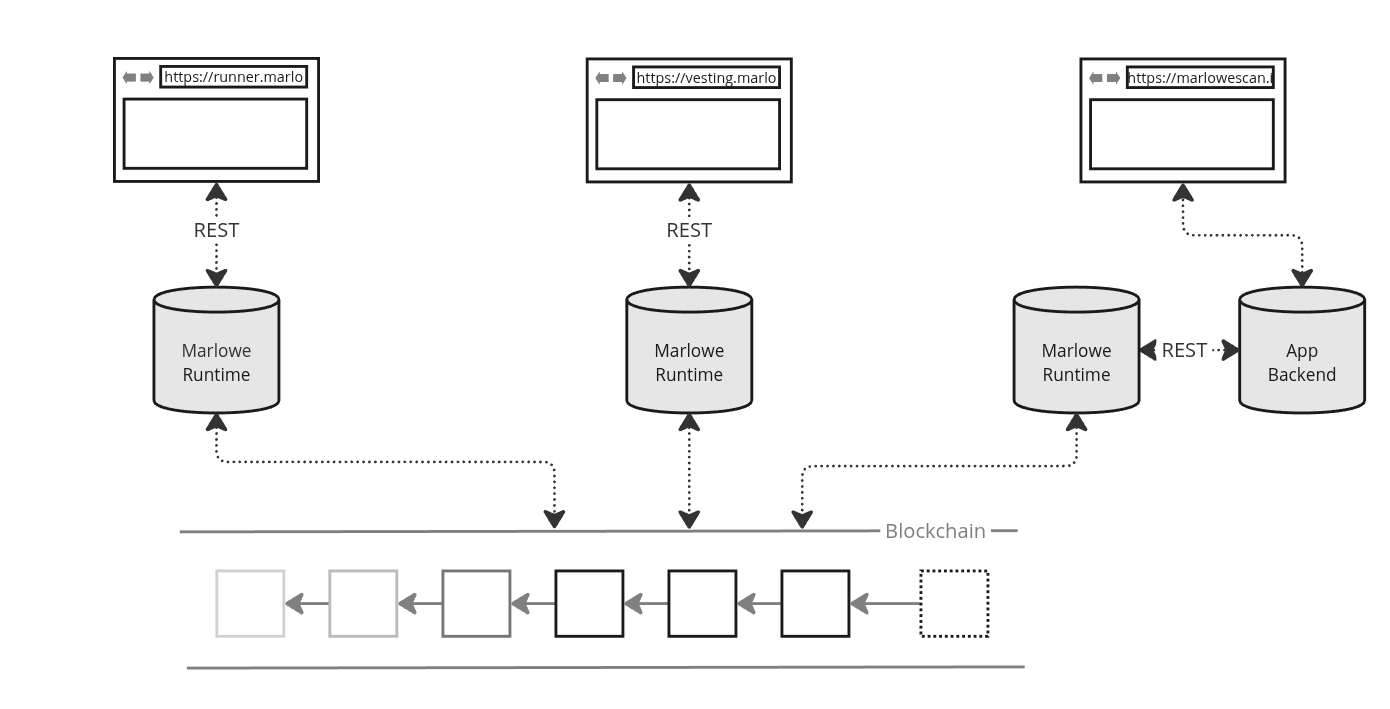 https://runner.marlo
https://vesting.marlo
https://marlowescan.i
REST
REST
Marlowe
Runtime
Marlowe
Runtime
Marlowe
Runtime
REST
App
Backend
Blockchain